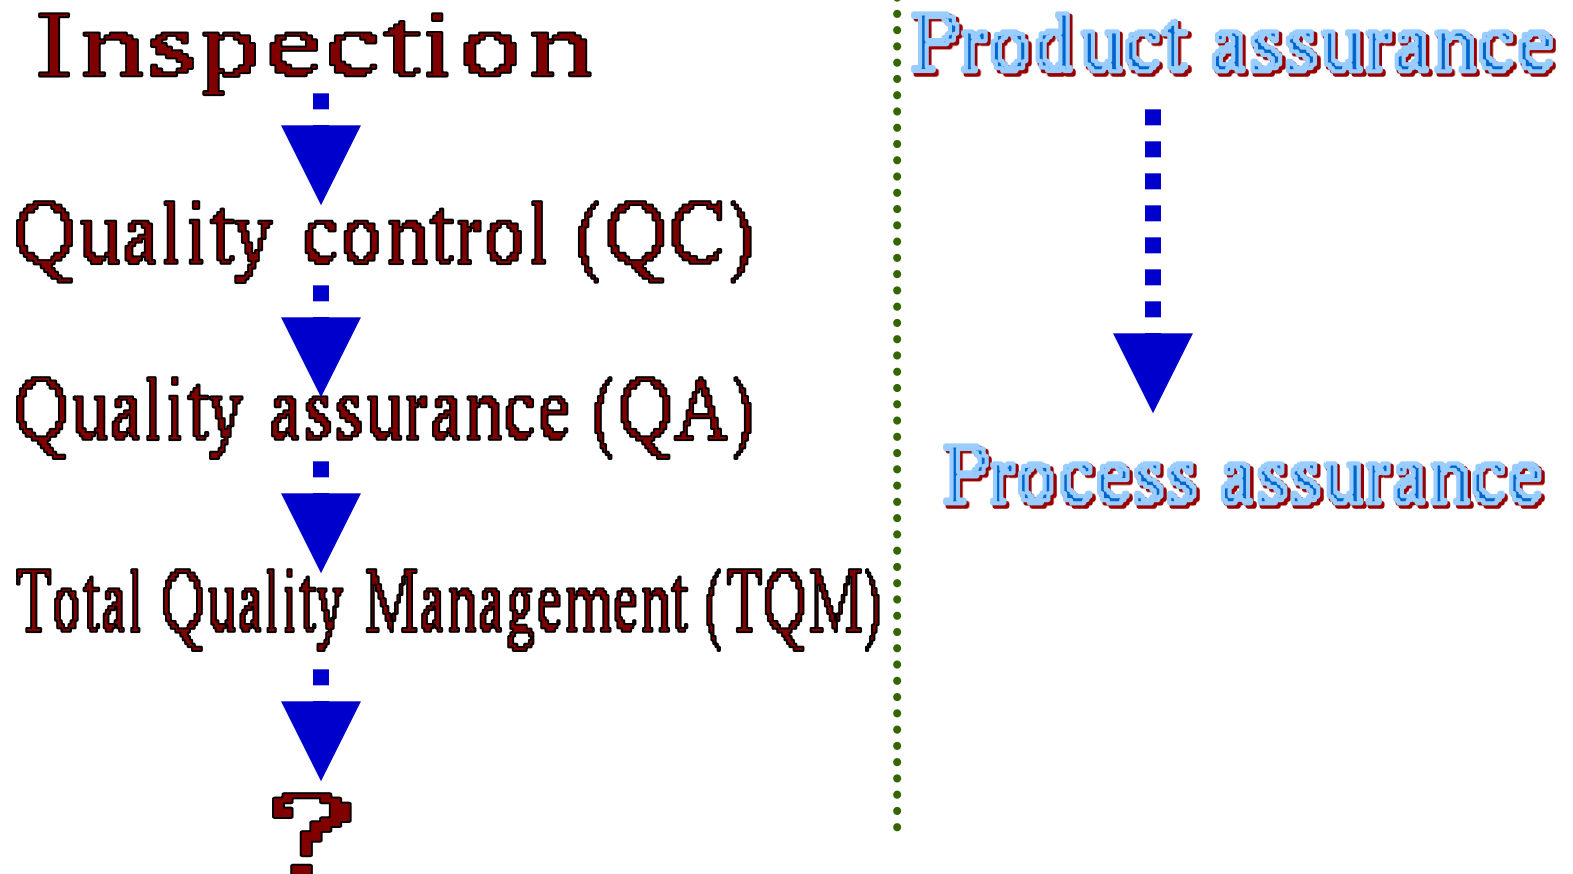 Inspection
Quality control (QC)
Quality assurance (QA)
Total Quality Management (TQM)
?
Product assurance
Process assurance